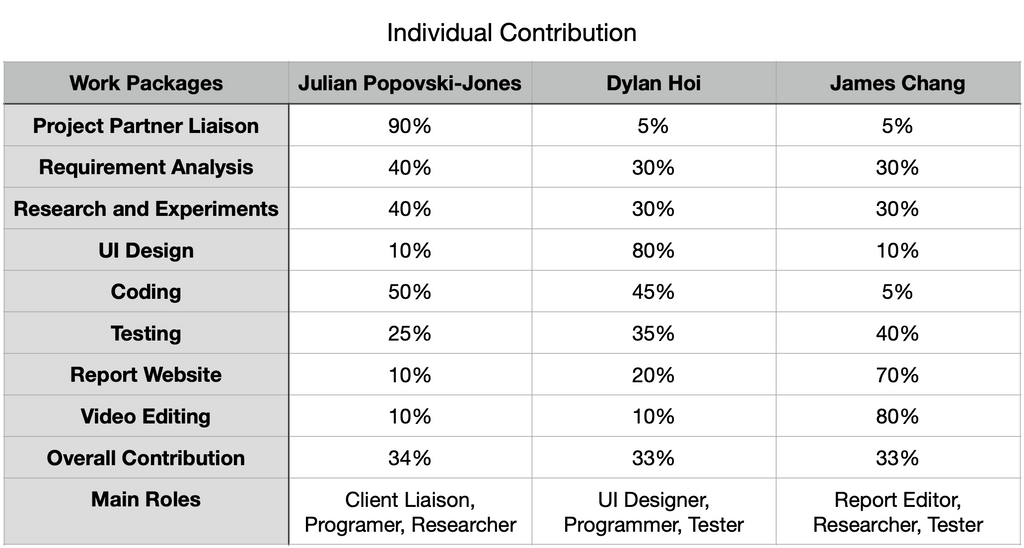 Individual Contribution
Work Packages Julian Popovski-Jones Dylan Hoi James Chang
Project Partner Liaison 90% 5% 5%
Requirement Analysis 40% 30% 30%
Research and Experiments 40% 30% 30%
UI Design 10% 80% 10%
Coding 50% 45% 5%
Testing 25% 35% 40%
Report Website 10% 20% 70%
Video Editing 10% 10% 80%
Overall Contribution 34% 33% 33%
Main Roles Client Liaison, UI Designer, Report Editor,
Programer, Researcher Programmer, Tester Researcher, Tester